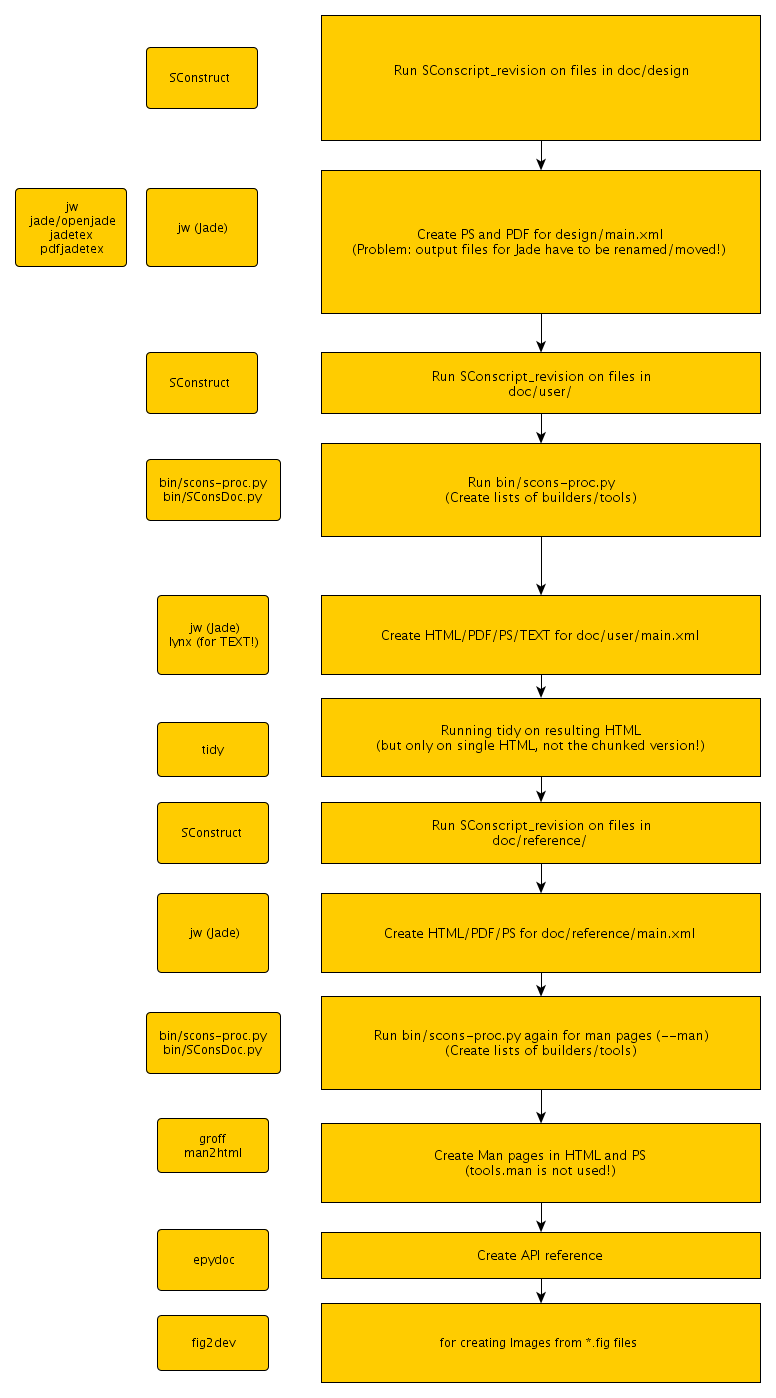 SConstruct
Run SConscript_revision on files in doc/design
jw
jade/openjade
jadetex
pdfjadetex
jw (Jade)
Create PS and PDF for design/main.xml
(Problem: output files for Jade have to be renamed/moved!)
SConstruct
Run SConscript_revision on files in
doc/user/
bin/scons-proc.py
bin/SConsDoc.py
Run bin/scons-proc.py
(Create lists of builders/tools)
jw (Jade)
lynx (for TEXT!)
Create HTML/PDF/PS/TEXT for doc/user/main.xml
tidy
Running tidy on resulting HTML
(but only on single HTML, not the chunked version!)
SConstruct
Run SConscript_revision on files in
doc/reference/
jw (Jade)
Create HTML/PDF/PS for doc/reference/main.xml
bin/scons-proc.py
bin/SConsDoc.py
Run bin/scons-proc.py again for man pages (--man)
(Create lists of builders/tools)
groff
man2html
Create Man pages in HTML and PS
(tools.man is not used!)
epydoc
Create API reference
fig2dev
for creating Images from *.fig files